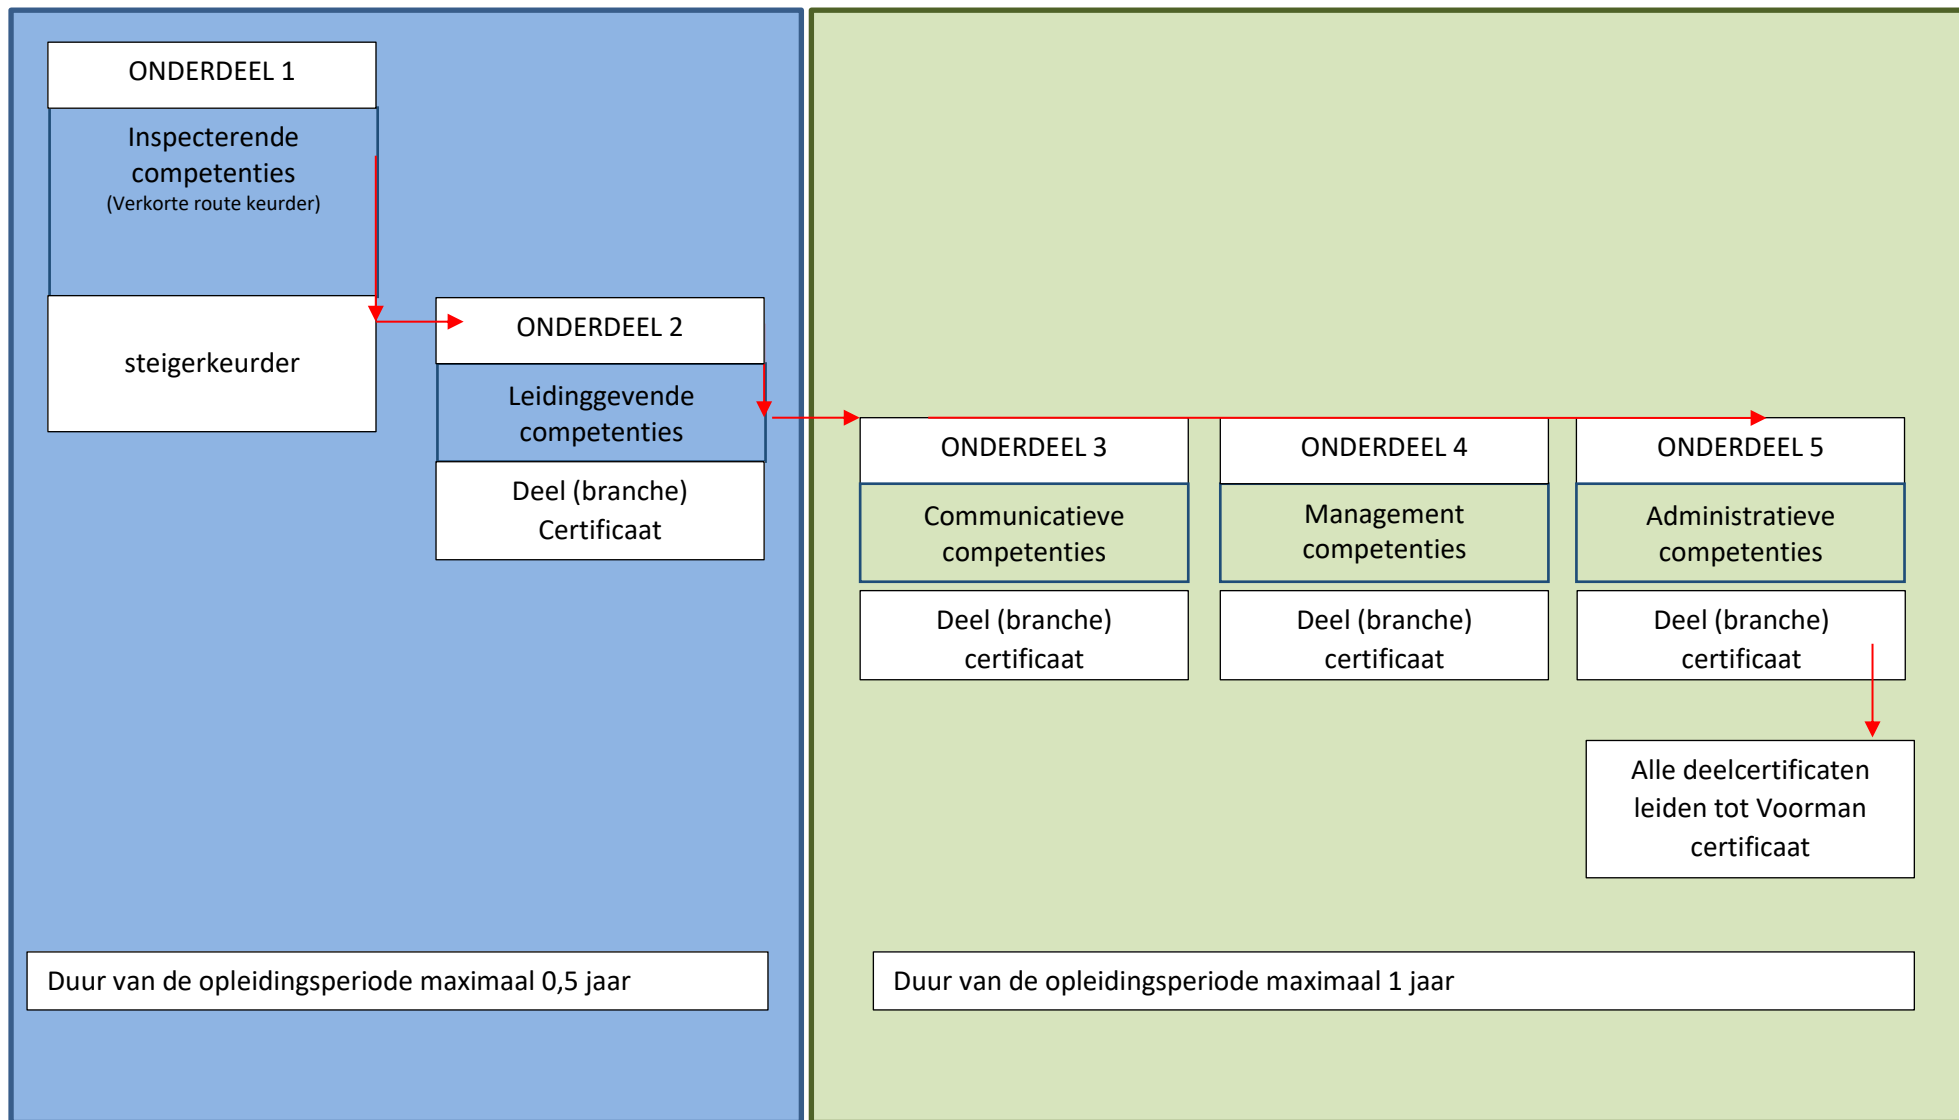 ONDERDEEL 1
Inspecterende
competenties
(Verkorte route keurder)
steigerkeurder
ONDERDEEL 2
Leidinggevende
competenties
Deel (branche)
Certificaat
ONDERDEEL 3
Communicatieve
competenties
Deel (branche)
certificaat
ONDERDEEL 4
Management
competenties
Deel (branche)
certificaat
ONDERDEEL 5
Administratieve
competenties
Deel (branche)
certificaat
Alle deelcertificaten
leiden tot Voorman
certificaat
Duur van de opleidingsperiode maximaal 0,5 jaar
Duur van de opleidingsperiode maximaal 1 jaar